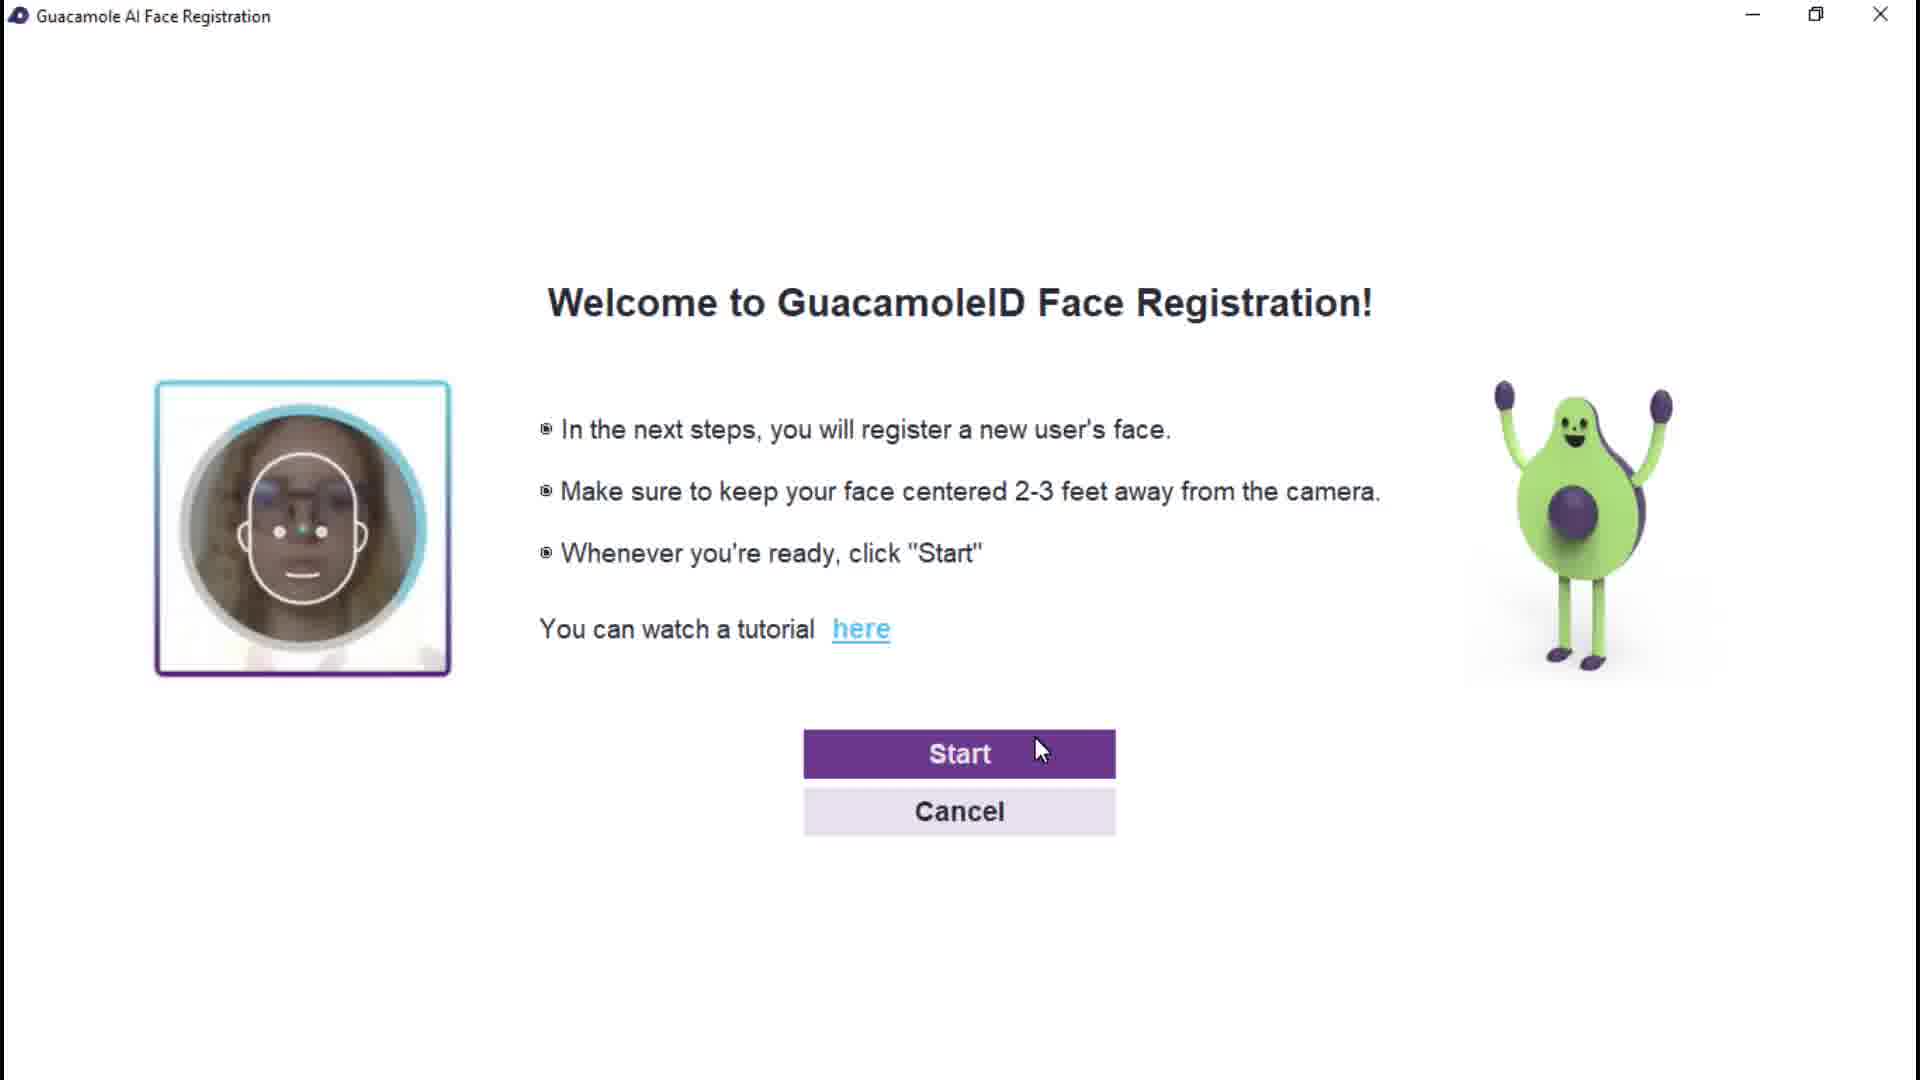 Guacamole AI Face Registration
Welcome to GuacamoleID Face Registration!
In the next steps, you will register a new user's face.
Make sure to keep your face centered 2-3 feet away from the camera.
Whenever you're ready, click "Start"
You can watch a tutorial here
Start
Cancel